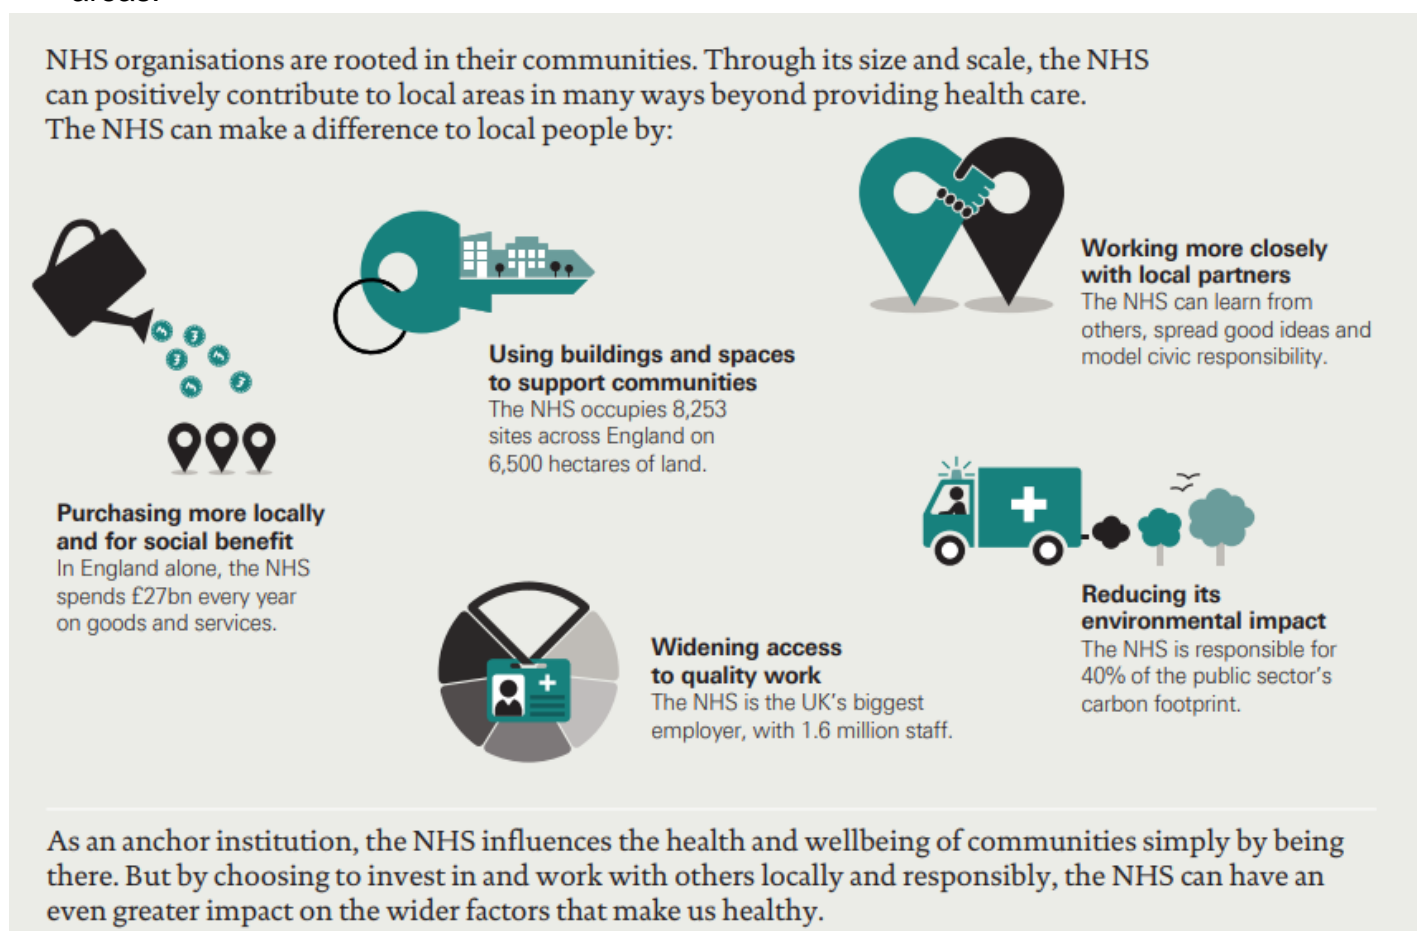 areas.
NHS organisations are rooted in their communities. Through its size and scale, the NHS
can positively contribute to local areas in many ways beyond providing health care.
The NHS can make a difference to local people by:
Working more closely
with local partners
The NHS can learn from
others, spread good ideas and
model civic responsibility.
Using buildings and spaces
to support communities
The NHS occupies 8,253
sites across England on
6,500 hectares of land.
Purchasing more locally
and for social benefit
In England alone, the NHS
spends £27bn every year
on goods and services.
Reducing its
environmental impact
The NHS is responsible for
40% of the public sector’s
carbon footprint.
Widening access
to quality work
The NHS is the UK’s biggest
employer, with 1.6 million staff.
As an anchor institution, the NHS influences the health and wellbeing of communities simply by being
there. But by choosing to invest in and work with others locally and responsibly, the NHS can have an
even greater impact on the wider factors that make us healthy.